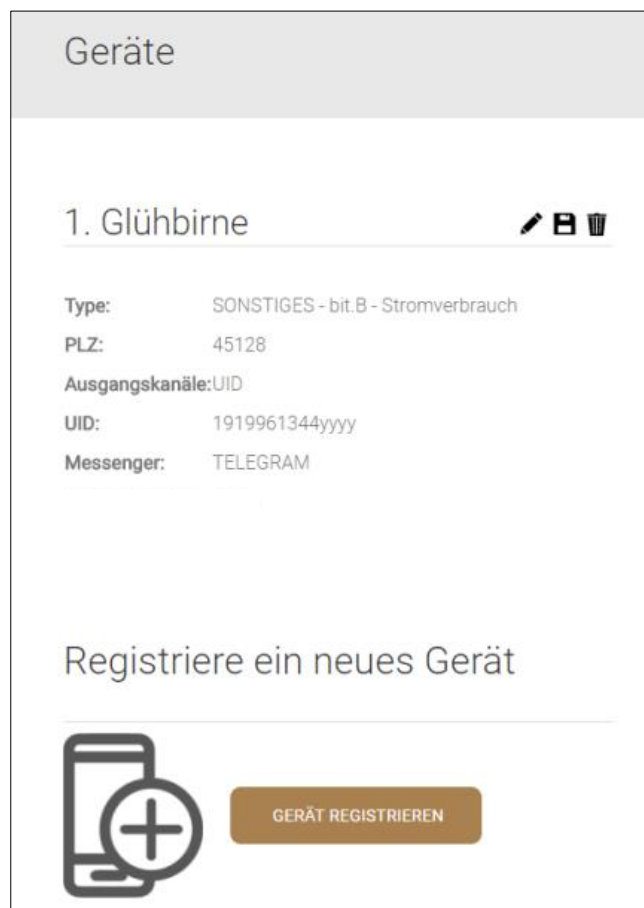 Geräte
1. Glühbirne
Type: SONSTIGES - bit.B - Stromverbrauch
PLZ: 45128
Ausgangskanäle:UID
UID: 1919961344yyyy
Messenger: TELEGRAM
Registriere ein neues Gerät
GERÄT REGISTRIEREN